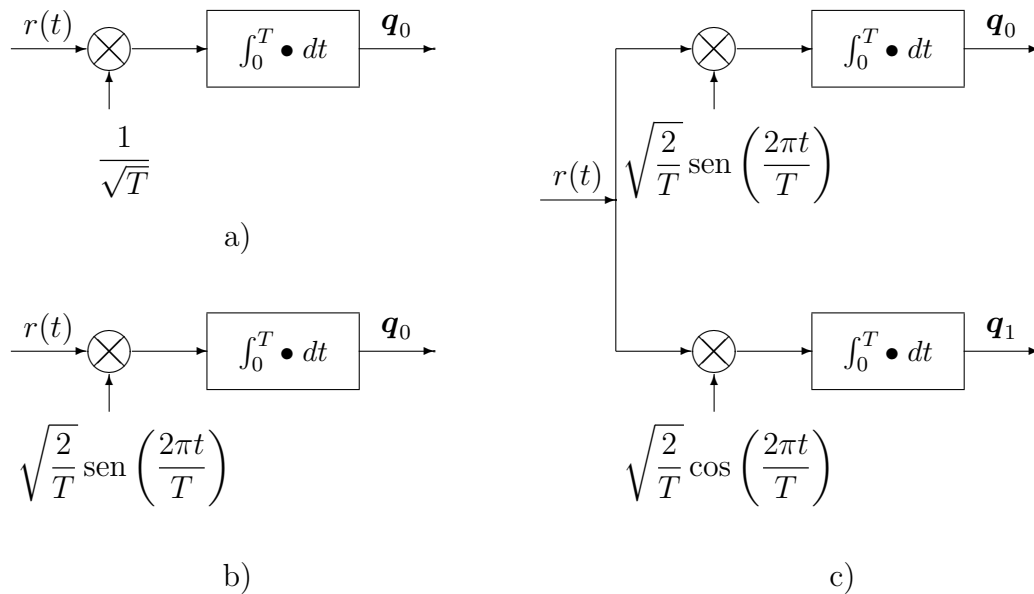 r(t) ∫₀ᵀ • dt q₀
1/√T
a)
r(t) ∫₀ᵀ • dt q₀
√(2/T) sen (2πt/T)
b)
∫₀ᵀ • dt q₀
√(2/T) sen (2πt/T)
r(t)
∫₀ᵀ • dt q₁
√(2/T) cos (2πt/T)
c)